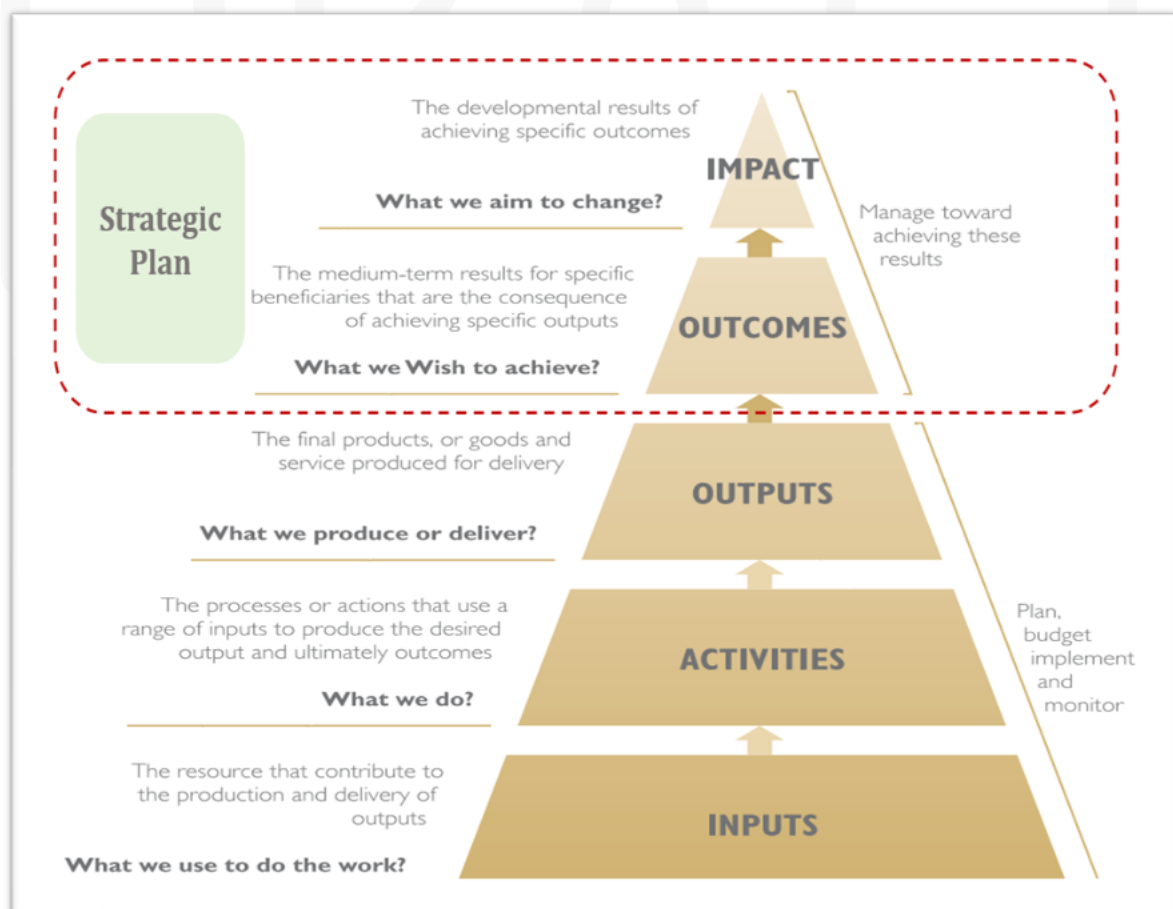 The developmental results of
achieving specific outcomes
IMPACT
What we aim to change?
Strategic
Plan
Manage toward
achieving these
results
The medium-term results for specific
beneficiaries that are the consequence
of achieving specific outputs
OUTCOMES
What we Wish to achieve?
The final products, or goods and
service produced for delivery
OUTPUTS
What we produce or deliver?
The processes or actions that use a
range of inputs to produce the desired
output and ultimately outcomes
ACTIVITIES
What we do?
Plan,
budget
implement
and
monitor
The resource that contribute to
the production and delivery of
outputs
INPUTS
What we use to do the work?